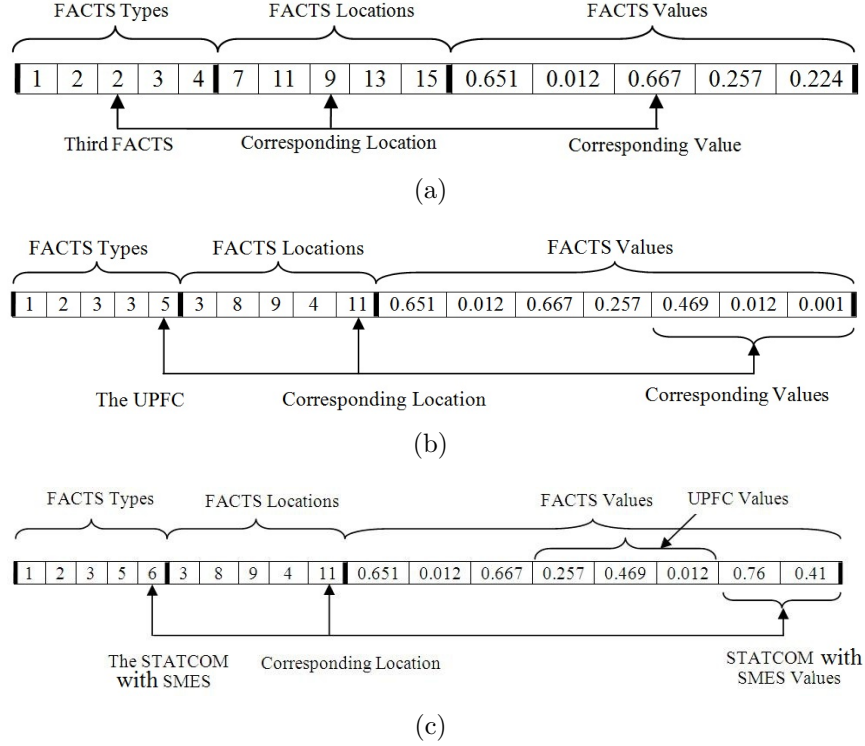 FACTS Types FACTS Locations FACTS Values
1 2 2 3 4 7 11 9 13 15 0.651 0.012 0.667 0.257 0.224
Third FACTS Corresponding Location Corresponding Value
(a)
FACTS Types FACTS Locations FACTS Values
1 2 3 3 5 3 8 9 4 11 0.651 0.012 0.667 0.257 0.469 0.012 0.001
The UPFC Corresponding Location Corresponding Values
(b)
FACTS Types FACTS Locations FACTS Values UPFC Values
1 2 3 5 6 3 8 9 4 11 0.651 0.012 0.667 0.257 0.469 0.012 0.76 0.41
The STATCOM Corresponding Location STATCOM with
with SMES SMES Values
(c)